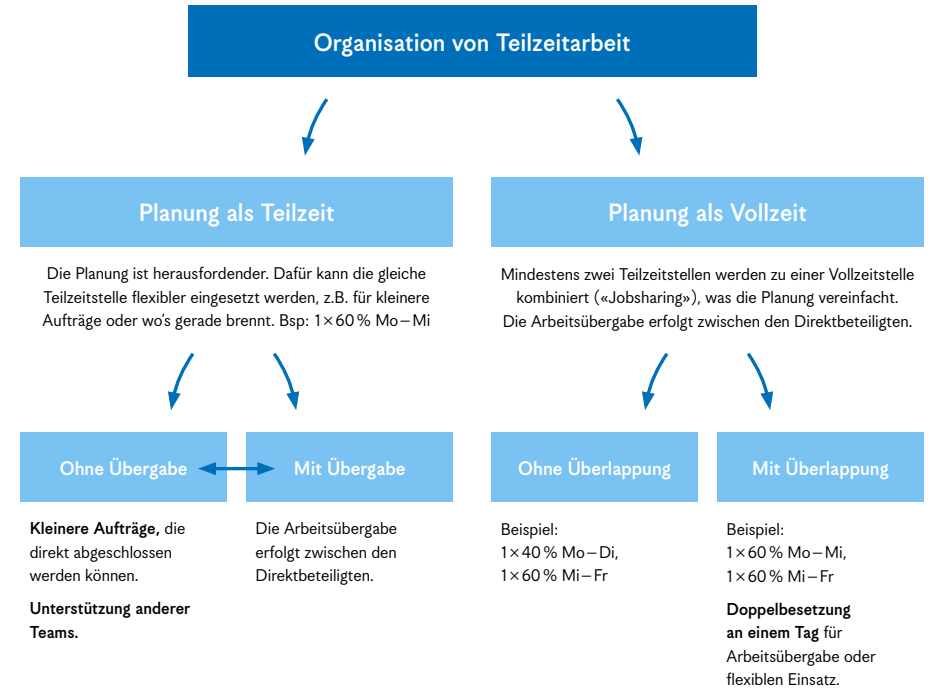 Organisation von Teilzeitarbeit
Planung als Teilzeit
Die Planung ist herausfordender. Dafür kann die gleiche
Teilzeitstelle flexibler eingesetzt werden, z.B. für kleinere
Aufträge oder wo's gerade brennt. Bsp: 1×60 % Mo–Mi
Planung als Vollzeit
Mindestens zwei Teilzeitstellen werden zu einer Vollzeitstelle
kombiniert («Jobsharing»), was die Planung vereinfacht.
Die Arbeitsübergabe erfolgt zwischen den Direktbeteiligten.
Ohne Übergabe
Kleinere Aufträge, die
direkt abgeschlossen
werden können.
Unterstützung anderer
Teams.
Mit Übergabe
Die Arbeitsübergabe
erfolgt zwischen den
Direktbeteiligten.
Ohne Überlappung
Beispiel:
1×40 % Mo–Di,
1×60 % Mi–Fr
Mit Überlappung
Beispiel:
1×60 % Mo–Mi,
1×60 % Mi–Fr
Doppelbesetzung
an einem Tag für
Arbeitsübergabe oder
flexiblen Einsatz.